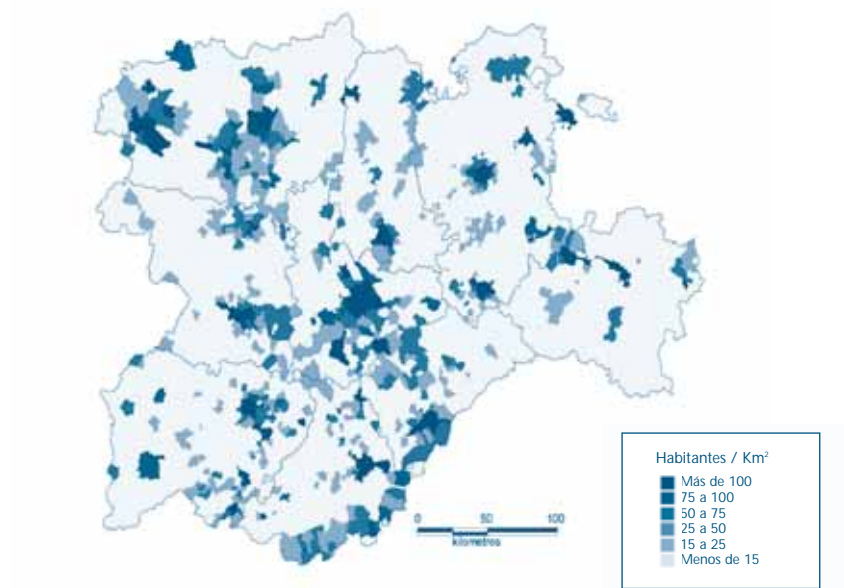 0 50 100
kilómetros
Habitantes / Km²
Más de 100
75 a 100
50 a 75
25 a 50
15 a 25
Menos de 15